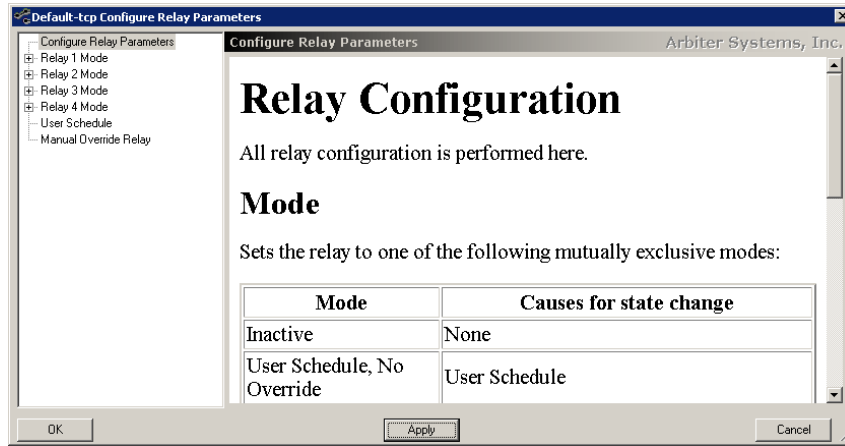 Default-tcp Configure Relay Parameters
Configure Relay Parameters
Relay 1 Mode
Relay 2 Mode
Relay 3 Mode
Relay 4 Mode
User Schedule
Manual Override Relay
Configure Relay Parameters
Arbiter Systems, Inc.
Relay Configuration
All relay configuration is performed here.
Mode
Sets the relay to one of the following mutually exclusive modes:
Mode Causes for state change
Inactive None
User Schedule, No
Override
User Schedule
OK Apply Cancel